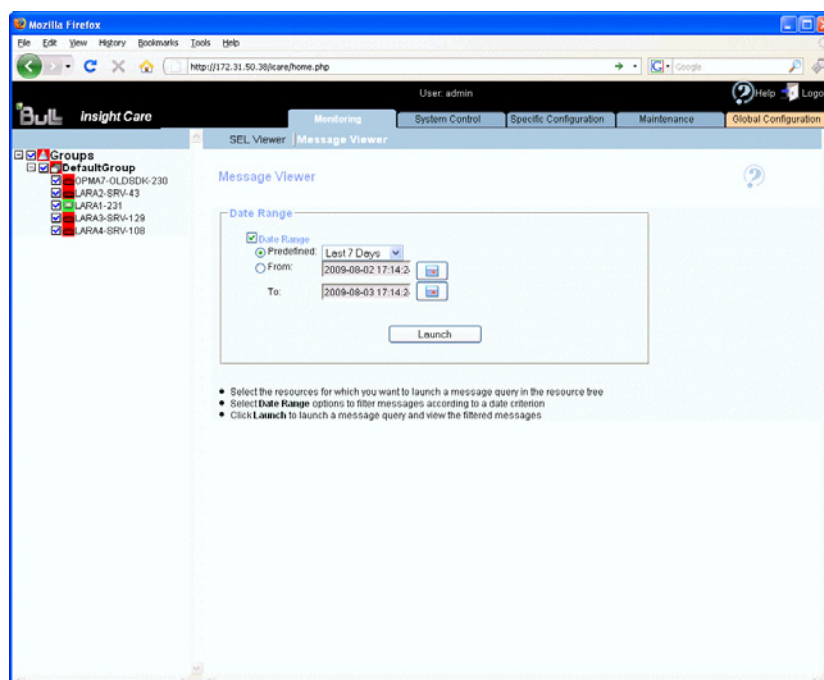 Mozilla Firefox
File Edit View History Bookmarks Tools Help
http://172.31.50.38/icare/home.php
Google
User: admin
Help Logo
Bull insight Care
Monitoring System Control Specific Configuration Maintenance Global Configuration
SEL Viewer Message Viewer
Groups
DefaultGroup
OPMA7-OLDSDK-230
LARA2-SRV-43
LARA1-231
LARA3-SRV-129
LARA4-SRV-108
Message Viewer
Date Range
Date Range
Predefined: Last 7 Days
From: 2009-08-02 17:14:2
To: 2009-08-03 17:14:2
Launch
Select the resources for which you want to launch a message query in the resource tree
Select Date Range options to filter messages according to a date criterion
Click Launch to launch a message query and view the filtered messages